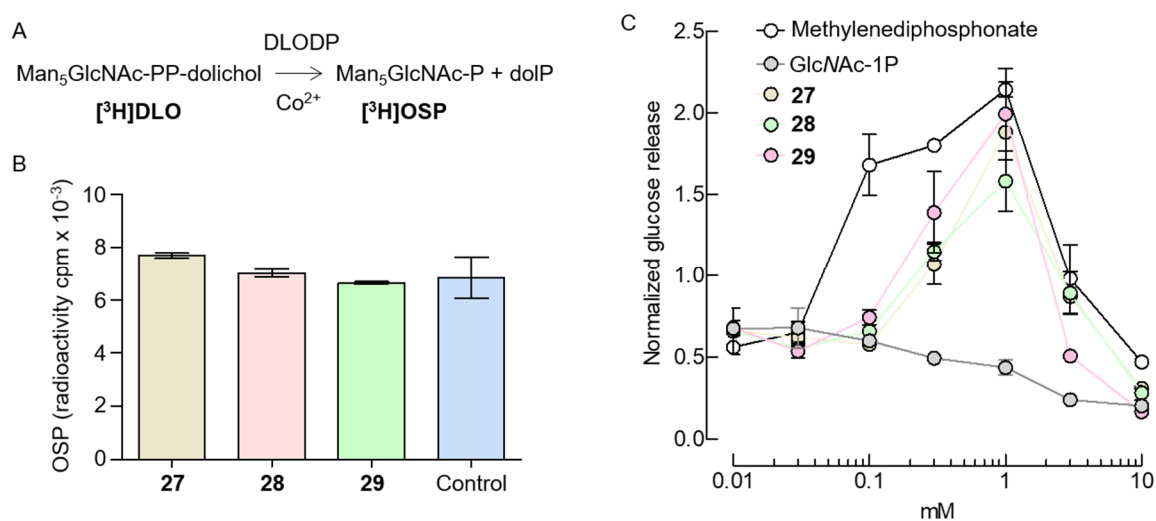 A
DLODP
Man₅GlcNAc-PP-dolichol → Man₅GlcNAc-P + dolP
Co²⁺
[³H]DLO [³H]OSP
B
OSP (radioactivity cpm x 10⁻³)
10
8
6
4
2
0
27 28 29 Control
C
Normalized glucose release
2.5
2.0
1.5
1.0
0.5
0.0
Methylenediphosphonate
GlcNAc-1P
27
28
29
0.01 0.1 1 10
mM